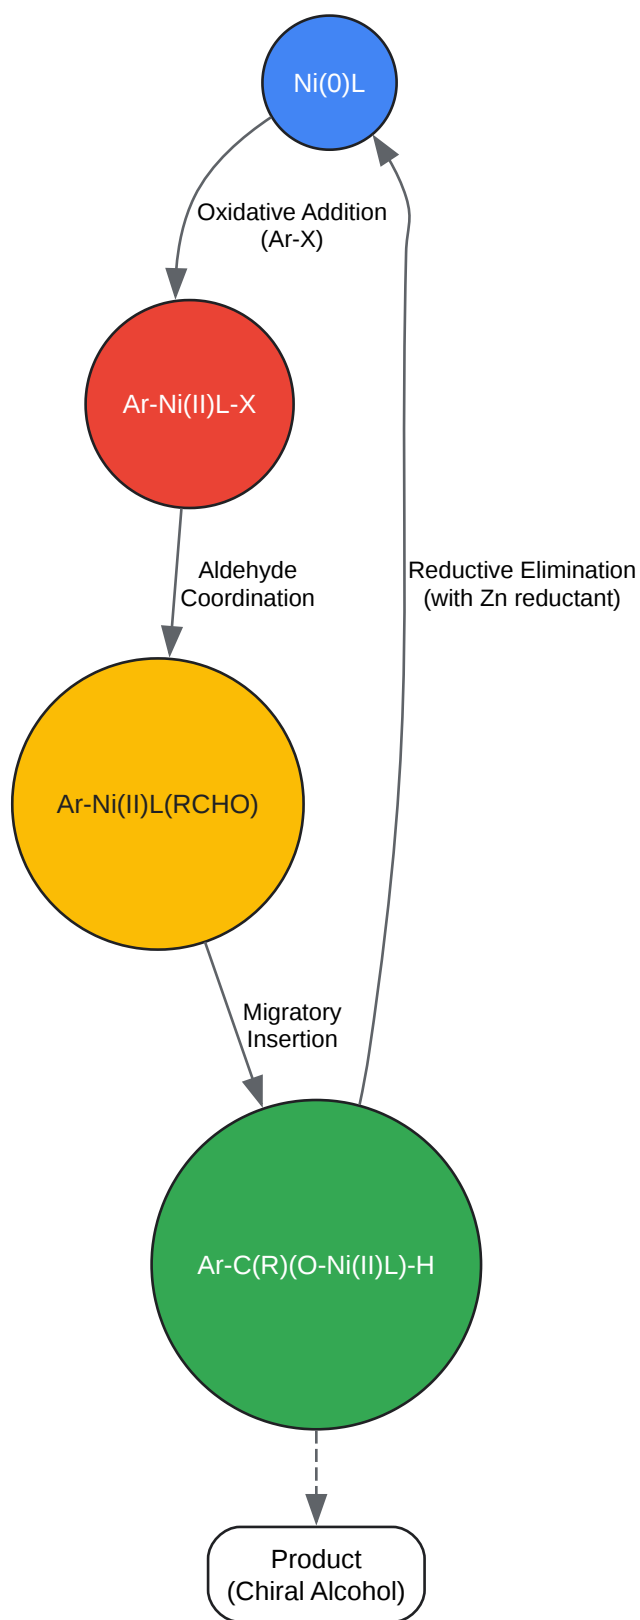 Ni(0)L
Oxidative Addition
(Ar-X)
Ar-Ni(II)L-X
Aldehyde
Coordination
Reductive Elimination
(with Zn reductant)
Ar-Ni(II)L(RCHO)
Migratory
Insertion
Ar-C(R)(O-Ni(II)L)-H
Product
(Chiral Alcohol)